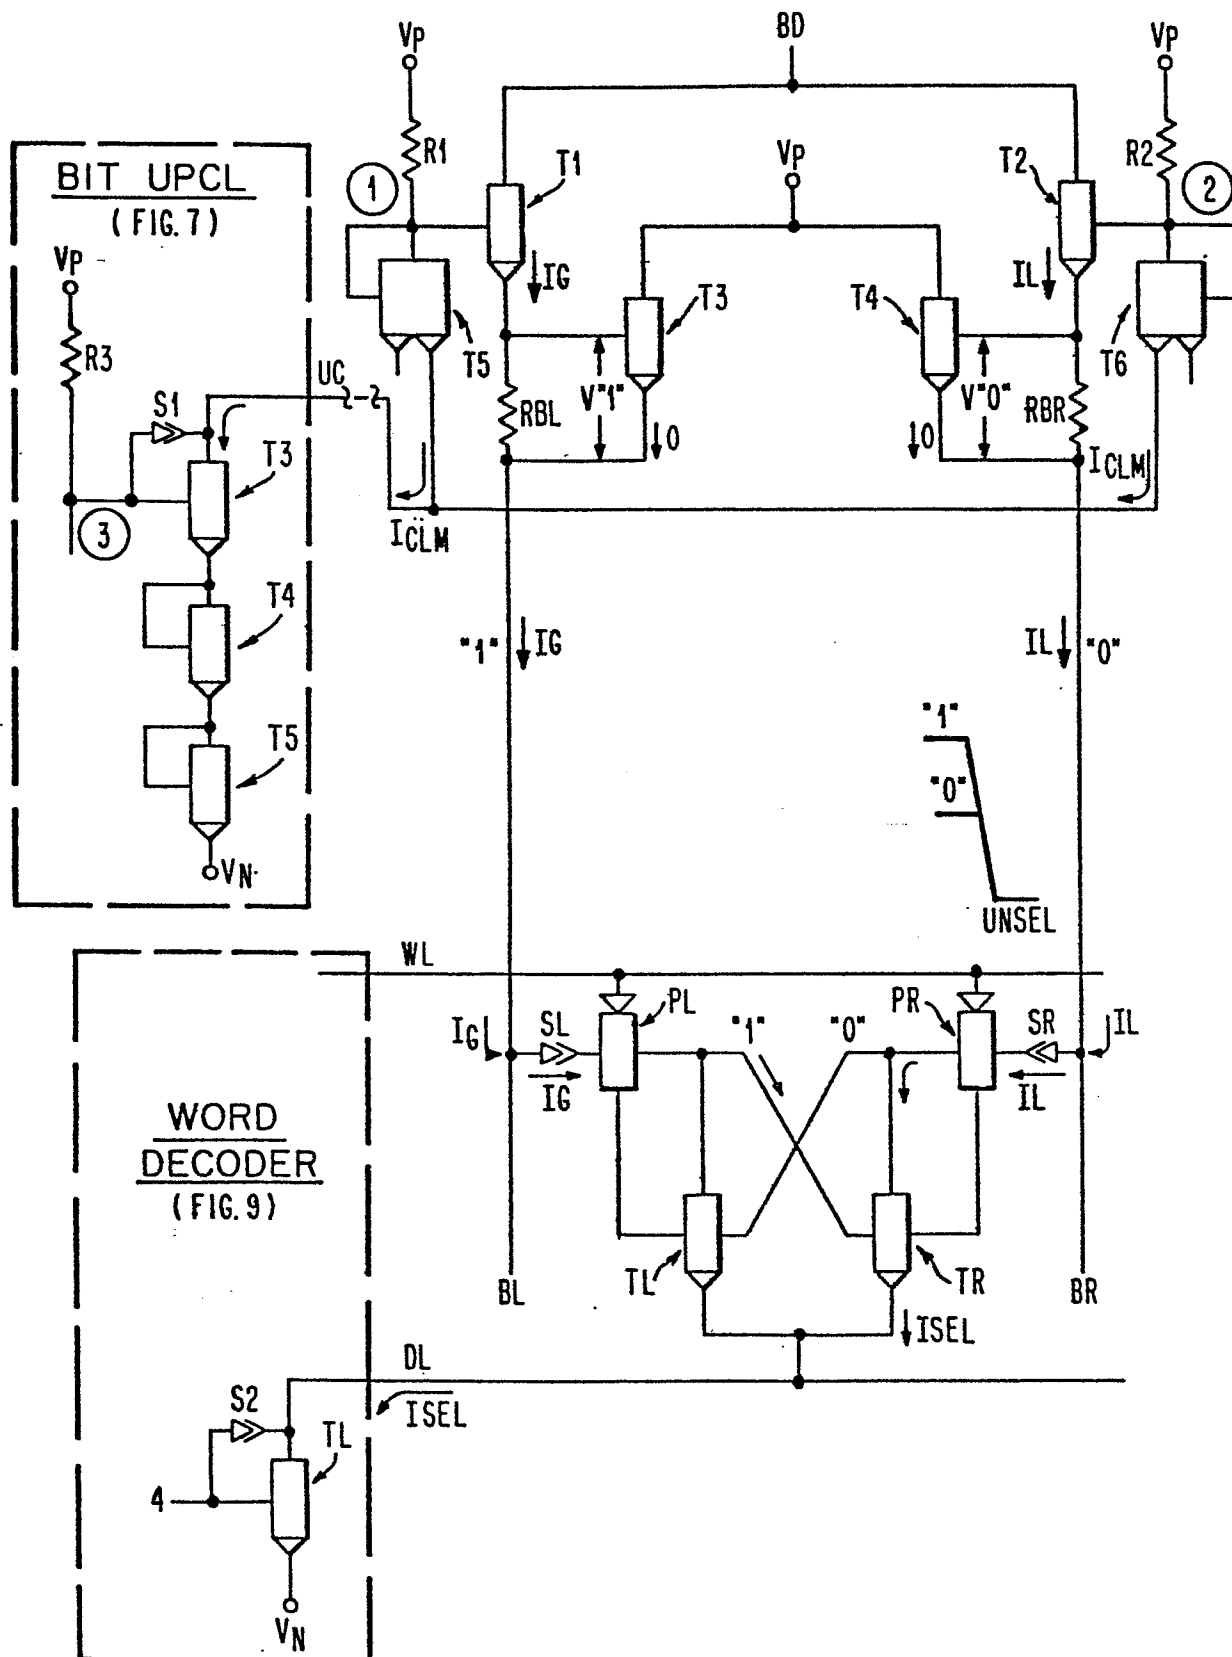 BD
VP
VP
R1
T1
VP
T2
R2
1
2
BIT UPCL
(FIG. 7)
IG
IL
VP
T3
T4
T5
T6
R3
UC
S1
RBL
V"1"
0
0
V"0"
RBR
T3
ICLM
ICLM
3
T4
"1"
IG
IL
"0"
T5
"1"
"0"
VN
UNSEL
WL
PL
PR
IG
SL
"1"
"0"
SR
IL
IG
IL
WORD
DECODER
(FIG. 9)
TL
TR
BL
BR
ISEL
DL
S2
ISEL
TL
4
VN